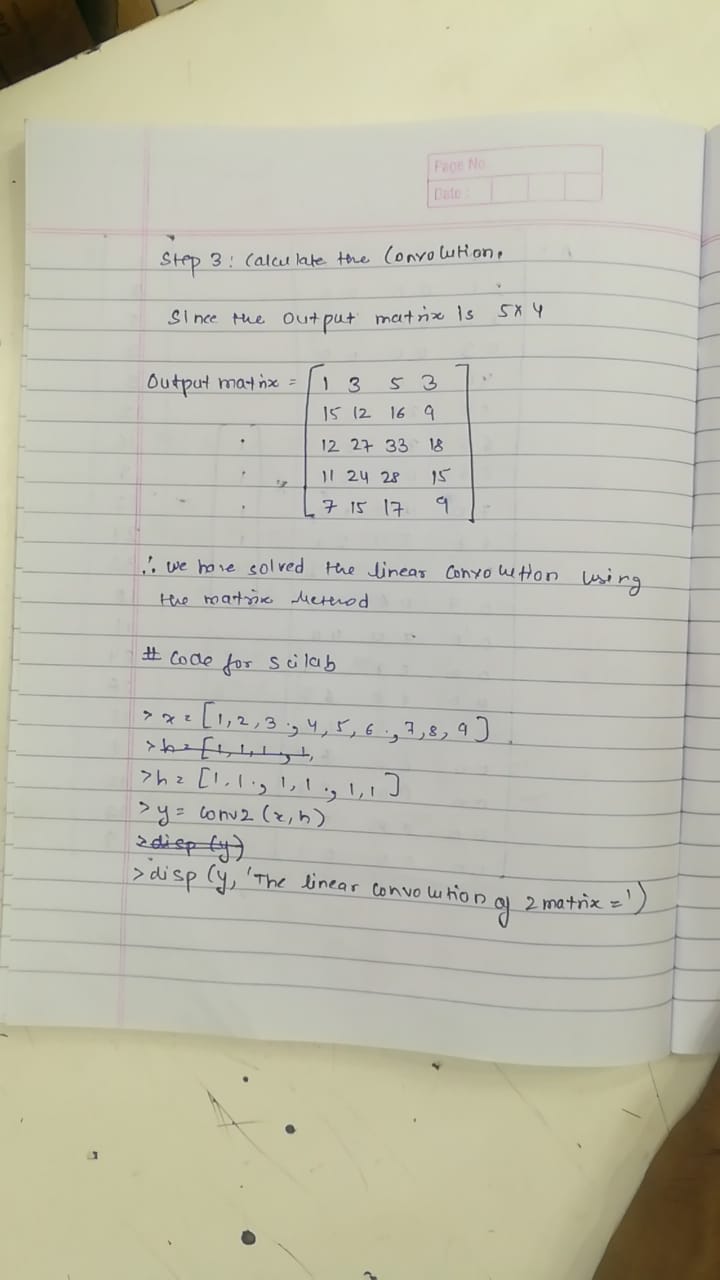 Page No.
Date :
Step 3 : Calculate the Convolution.
Since the output matrix is 5x4
Output matrix = [ 1 3 5 3
15 12 16 9
12 27 33 18
11 24 28 15
7 15 17 9 ]
∴ we have solved the linear convolution using
the matrix Method
# Code for scilab
> x = [1,2,3 ; 4,5,6 ; 7,8,9]
> h = [1,1,1,1,
> h = [1,1 ; 1,1 ; 1,1]
> y = conv2 (x,h)
> disp (y)
> disp (y, 'The linear convolution of 2 matrix = ')